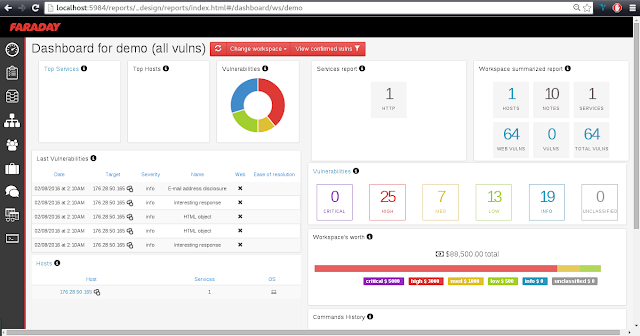 localhost:5984/reports/_design/reports/index.html#/dashboard/ws/demo
FARADAY
Dashboard for demo (all vulns)
Change workspace
View confirmed vulns
Top Services
Top Hosts
Vulnerabilities
Services report
1
HTTP
Workspace summarized report
1
HOSTS
10
NOTES
1
SERVICES
64
WEB VULNS
0
VULNS
64
TOTAL VULNS
Last Vulnerabilities
Date Target Severity Name Web Ease of resolution
02/08/2016 at 2:10AM 176.28.50.165 info E-mail address disclosure
02/08/2016 at 2:10AM 176.28.50.165 info Interesting response
02/08/2016 at 2:10AM 176.28.50.165 info HTML object
02/08/2016 at 2:10AM 176.28.50.165 info HTML object
02/08/2016 at 2:10AM 176.28.50.165 info Interesting response
Vulnerabilities
0
CRITICAL
25
HIGH
7
MED
13
LOW
19
INFO
0
UNCLASSIFIED
Workspace's worth
$88,500.00 total
critical $ 5000 high $ 3000 med $ 1000 low $ 500 info $ 0 unclassified $ 0
Hosts
Host Services OS
176.28.50.165 1
Commands History